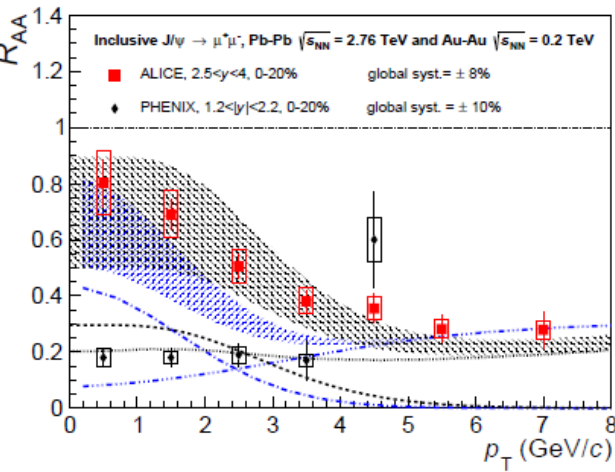 1.4
Inclusive J/ψ → μ⁺μ⁻, Pb-Pb √s_NN = 2.76 TeV and Au-Au √s_NN = 0.2 TeV
ALICE, 2.5<y<4, 0-20% global syst.= ± 8%
1.2
PHENIX, 1.2<|y|<2.2, 0-20% global syst.= ± 10%
R_AA
1
0.8
0.6
0.4
0.2
0
0 1 2 3 4 5 6 7 8
p_T (GeV/c)